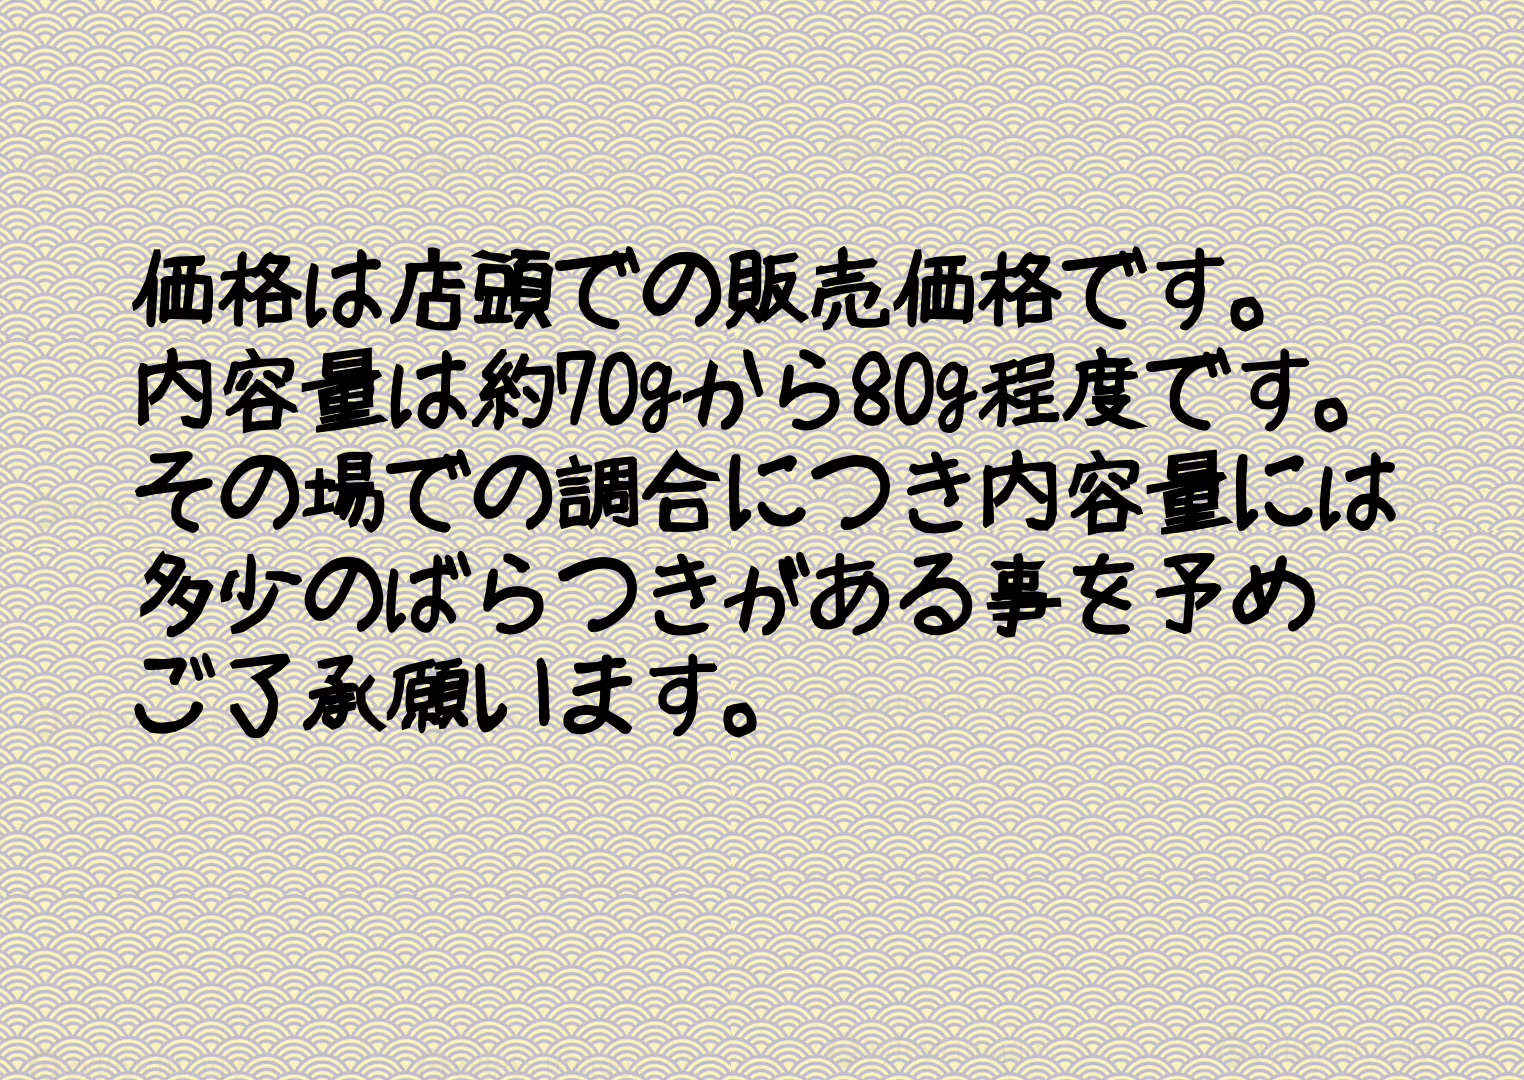 価格は店頭での販売価格です。
内容量は約70gから80g程度です。
その場での調合につき内容量には
多少のばらつきがある事を予め
ご了承願います。